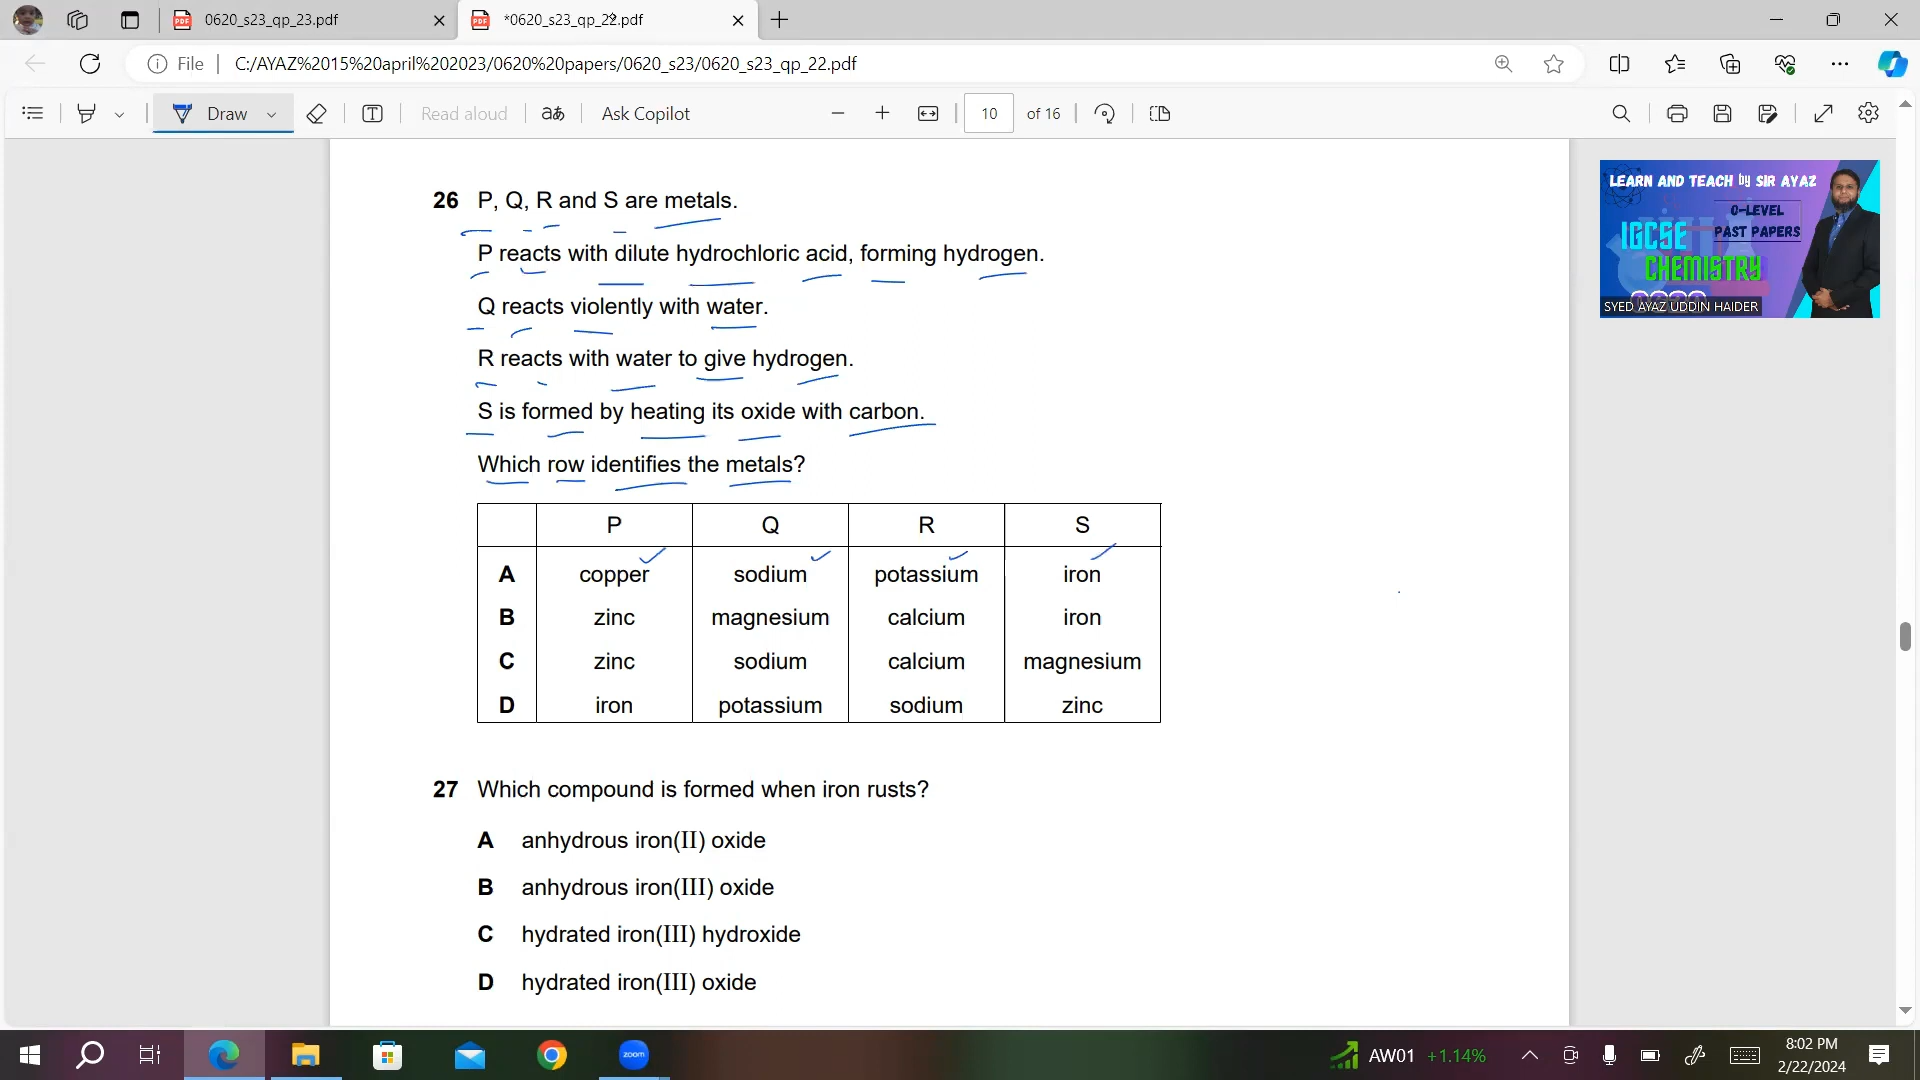 0620_s23_qp_23.pdf
*0620_s23_qp_22.pdf
File
C:/AYAZ%2015%20april%202023/0620%20papers/0620_s23/0620_s23_qp_22.pdf
Draw
Read aloud
aあ
Ask Copilot
10
of 16
26 P, Q, R and S are metals.
P reacts with dilute hydrochloric acid, forming hydrogen.
Q reacts violently with water.
R reacts with water to give hydrogen.
S is formed by heating its oxide with carbon.
Which row identifies the metals?
P Q R S
A copper sodium potassium iron
B zinc magnesium calcium iron
C zinc sodium calcium magnesium
D iron potassium sodium zinc
27 Which compound is formed when iron rusts?
A anhydrous iron(II) oxide
B anhydrous iron(III) oxide
C hydrated iron(III) hydroxide
D hydrated iron(III) oxide
LEARN AND TEACH by SIR AYAZ
O-LEVEL
PAST PAPERS
IGCSE
CHEMISTRY
0620
SYED AYAZ UDDIN HAIDER
zoom
AW01 +1.14%
8:02 PM
2/22/2024